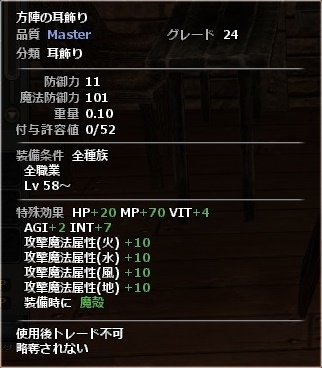 方陣の耳飾り
品質 Master グレード 24
分類 耳飾り
防御力 11
魔法防御力 101
重量 0.10
付与許容値 0/52
装備条件 全種族
全職業
Lv 58～
特殊効果 HP+20 MP+70 VIT+4
AGI+2 INT+7
攻撃魔法属性(火) +10
攻撃魔法属性(水) +10
攻撃魔法属性(風) +10
攻撃魔法属性(地) +10
装備時に 魔殻
使用後トレード不可
略奪されない